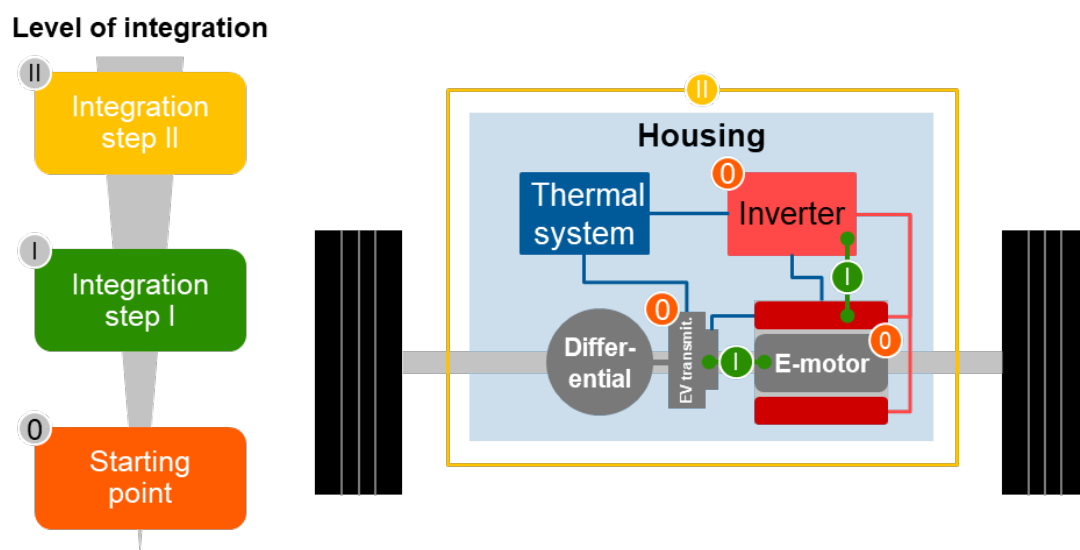 Level of integration
II
Integration
step II
I
Integration
step I
0
Starting
point
II
Housing
0
Thermal
system
Inverter
I
0
0
Differ-
ential
EV transmit.
I
E-motor